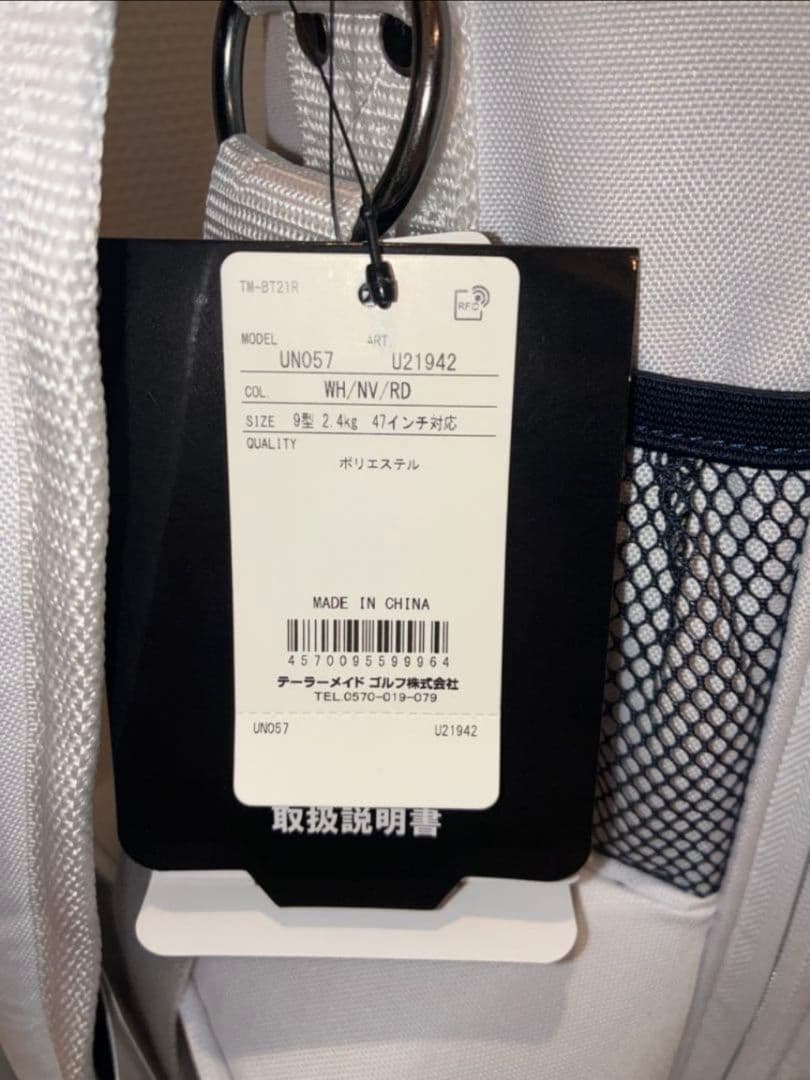 TM-BT21R
RFID
MODEL ART.
UN057 U21942
COL. WH/NV/RD
SIZE 9型 2.4kg 47インチ対応
QUALITY
ポリエステル
MADE IN CHINA
4570095599964
テーラーメイド ゴルフ株式会社
TEL.0570-019-079
UN057 U21942
取扱説明書